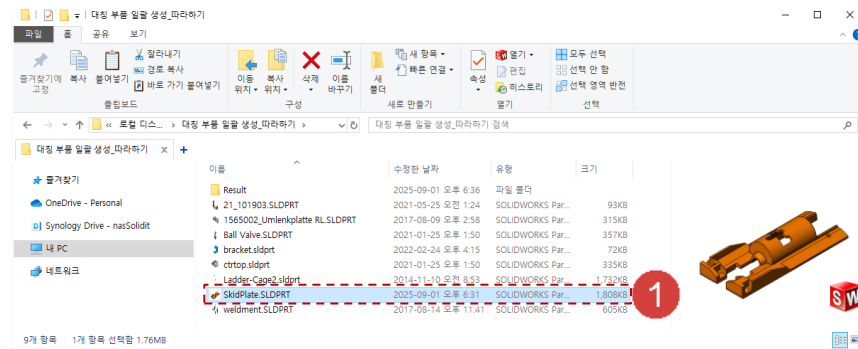 대칭 부품 일괄 생성_따라하기
파일 홈 공유 보기
즐겨찾기에 고정
복사
붙여넣기
잘라내기
경로 복사
바로 가기 붙여넣기
이동 위치
복사 위치
삭제
이름 바꾸기
새 폴더
새 항목
빠른 연결
속성
열기
편집
히스토리
모두 선택
선택 안 함
선택 영역 반전
클립보드 구성 새로 만들기 열기 선택
« 로컬 디스... › 대칭 부품 일괄 생성_따라하기 ›
대칭 부품 일괄 생성_따라하기 검색
대칭 부품 일괄 생성_따라하기 x +
즐겨찾기
OneDrive - Personal
Synology Drive - nasSolidit
내 PC
네트워크
이름 수정한 날짜 유형 크기
Result 2025-09-01 오후 6:36 파일 폴더
21_101903.SLDPRT 2021-05-25 오전 1:24 SOLIDWORKS Par... 93KB
1565002_Umlenkplatte RL.SLDPRT 2017-08-09 오후 2:58 SOLIDWORKS Par... 315KB
Ball Valve.SLDPRT 2021-01-25 오후 1:50 SOLIDWORKS Par... 357KB
bracket.sldprt 2022-02-24 오후 4:15 SOLIDWORKS Par... 72KB
ctrtop.sldprt 2021-01-25 오후 1:50 SOLIDWORKS Par... 335KB
Ladder-Cage2.sldprt 2014-11-10 오전 8:53 SOLIDWORKS Par... 1,732KB
SkidPlate.SLDPRT 2025-09-01 오후 6:31 SOLIDWORKS Par... 1,808KB
weldment.SLDPRT 2017-08-14 오후 11:41 SOLIDWORKS Par... 605KB
1
SW
9개 항목 1개 항목 선택함 1.76MB